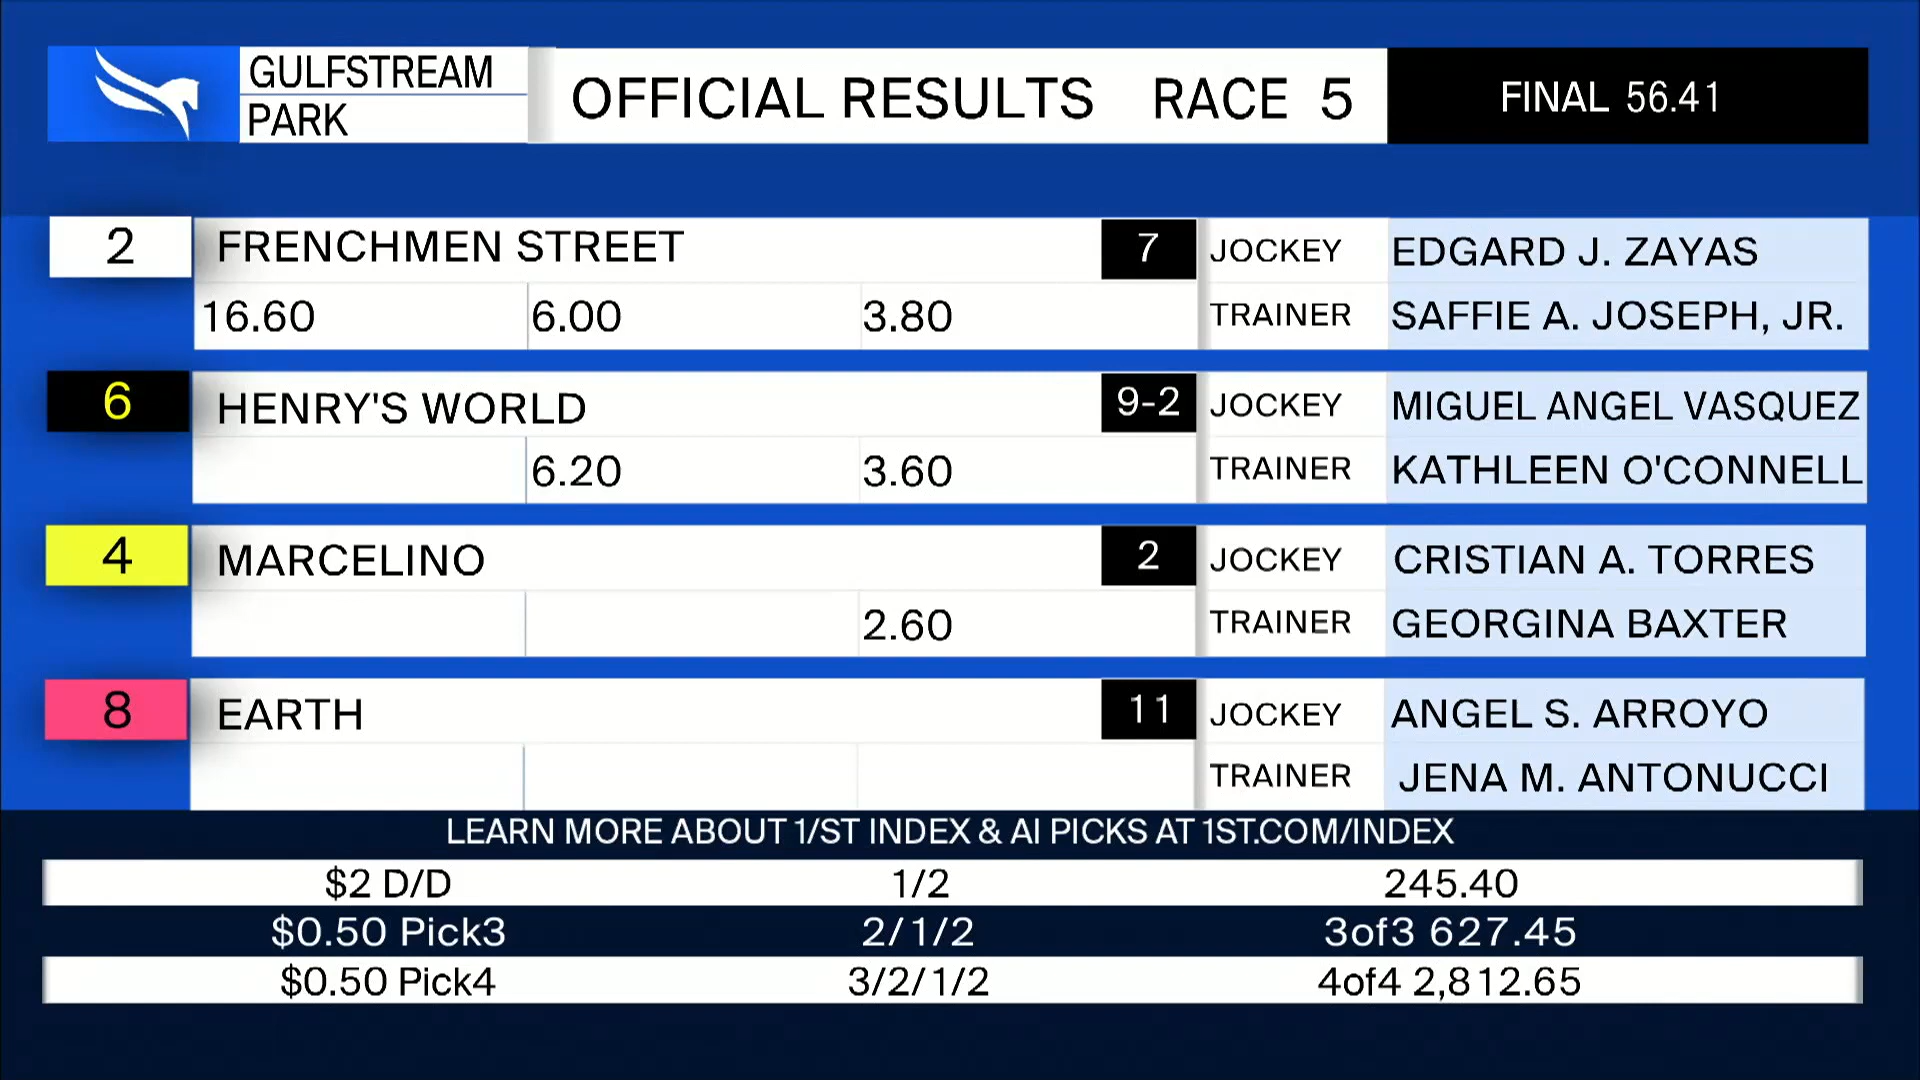 GULFSTREAM
PARK
OFFICIAL RESULTS RACE 5
FINAL 56.41
2 FRENCHMEN STREET 7 JOCKEY EDGARD J. ZAYAS
16.60 6.00 3.80 TRAINER SAFFIE A. JOSEPH, JR.
6 HENRY'S WORLD 9-2 JOCKEY MIGUEL ANGEL VASQUEZ
6.20 3.60 TRAINER KATHLEEN O'CONNELL
4 MARCELINO 2 JOCKEY CRISTIAN A. TORRES
2.60 TRAINER GEORGINA BAXTER
8 EARTH 11 JOCKEY ANGEL S. ARROYO
TRAINER JENA M. ANTONUCCI
LEARN MORE ABOUT 1/ST INDEX & AI PICKS AT 1ST.COM/INDEX
$2 D/D 1/2 245.40
$0.50 Pick3 2/1/2 3of3 627.45
$0.50 Pick4 3/2/1/2 4of4 2,812.65